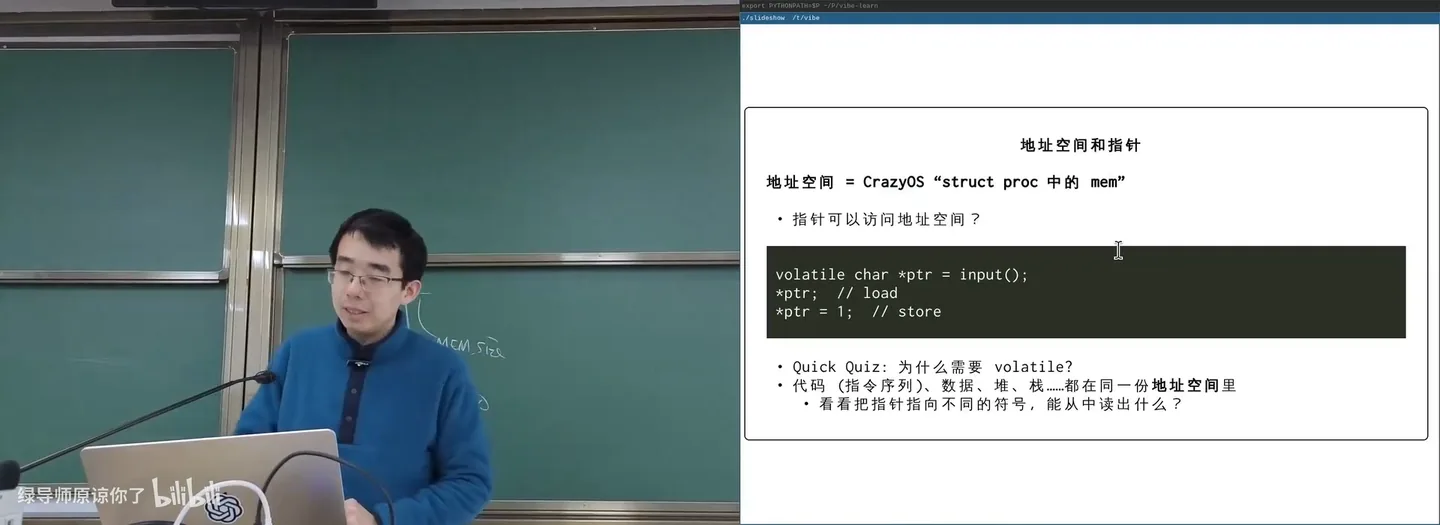 export PYTHONPATH=$P ~/P/vibe-learn
./slideshow /t/vibe
地址空间和指针
地址空间 = CrazyOS “struct proc 中的 mem”
• 指针可以访问地址空间？
volatile char *ptr = input();
*ptr; // load
*ptr = 1; // store
• Quick Quiz: 为什么需要 volatile?
• 代码 (指令序列)、数据、堆、栈……都在同一份地址空间里
• 看看把指针指向不同的符号, 能从中读出什么？
MEM_SIZE
绿导师原谅你了 bilibili